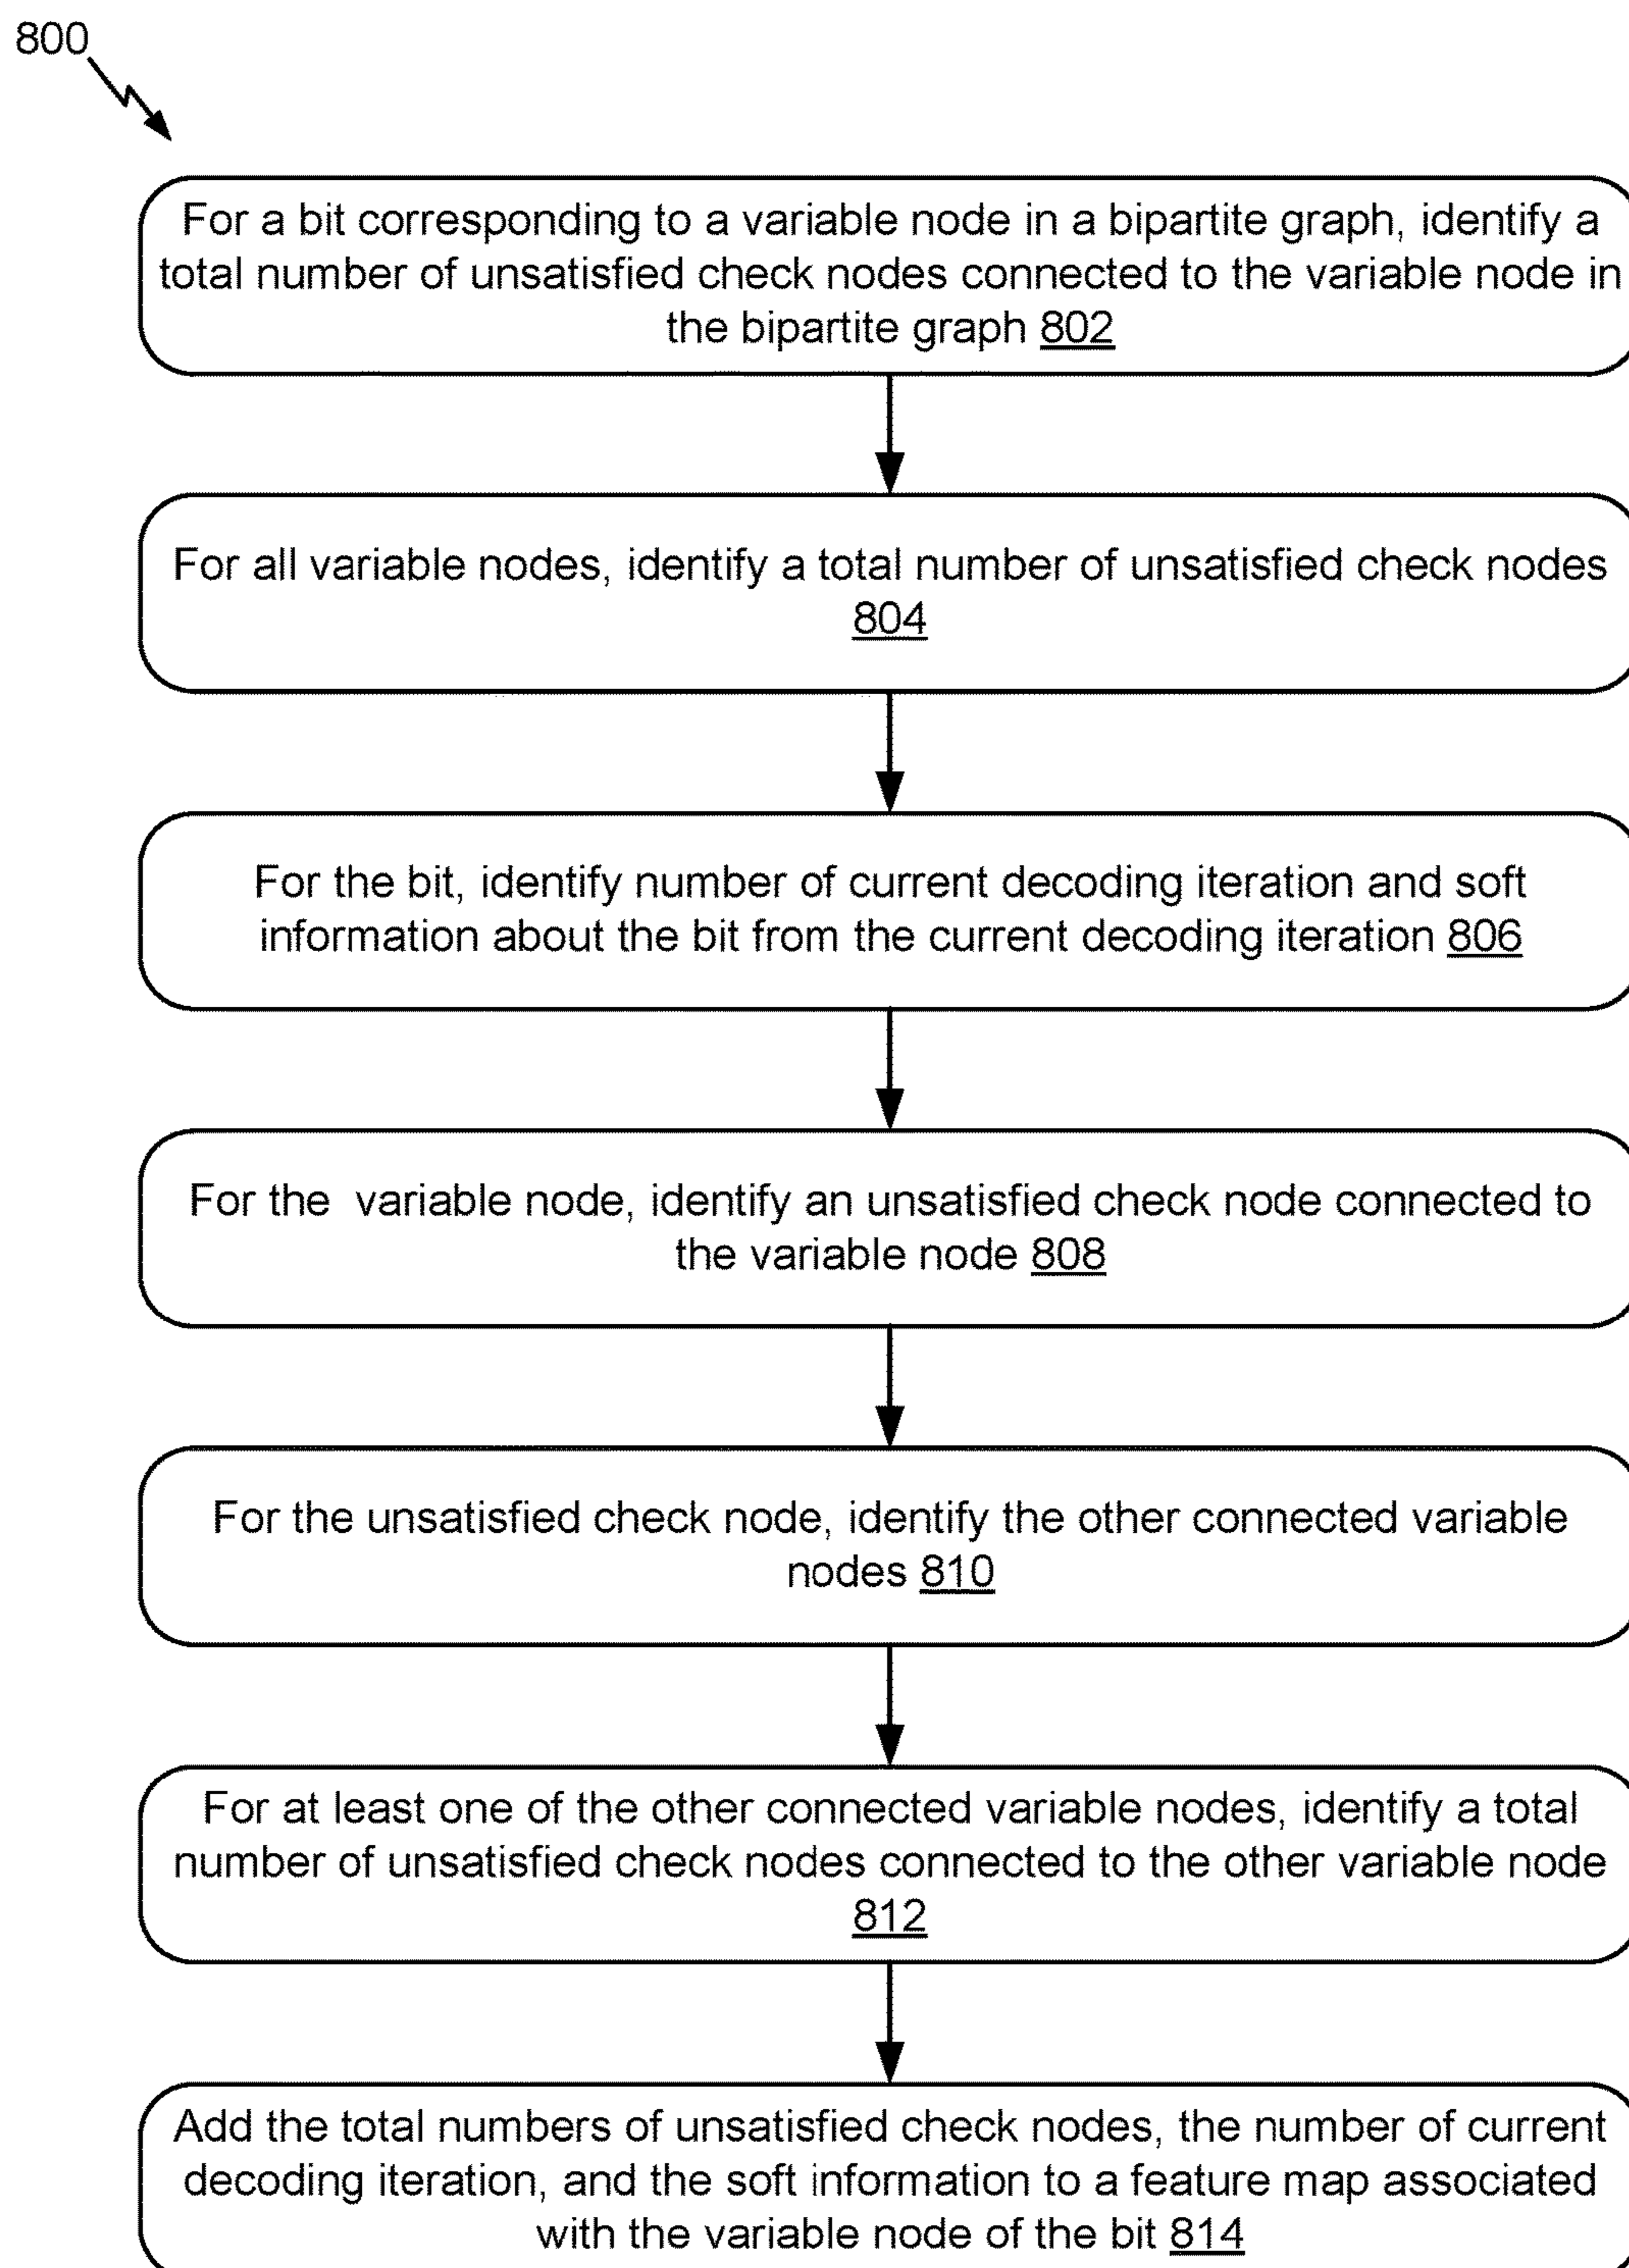 800
For a bit corresponding to a variable node in a bipartite graph, identify a
total number of unsatisfied check nodes connected to the variable node in
the bipartite graph 802
For all variable nodes, identify a total number of unsatisfied check nodes
804
For the bit, identify number of current decoding iteration and soft
information about the bit from the current decoding iteration 806
For the variable node, identify an unsatisfied check node connected to
the variable node 808
For the unsatisfied check node, identify the other connected variable
nodes 810
For at least one of the other connected variable nodes, identify a total
number of unsatisfied check nodes connected to the other variable node
812
Add the total numbers of unsatisfied check nodes, the number of current
decoding iteration, and the soft information to a feature map associated
with the variable node of the bit 814